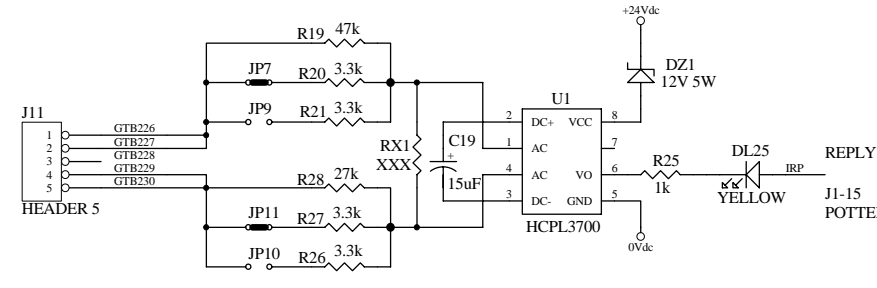 +24Vdc
R19 47k
JP7 R20 3.3k
DZ1
12V 5W
JP9 R21 3.3k
U1
J11
1 GTB226
2 GTB227
3 GTB228
4 GTB229
5 GTB230
HEADER 5
RX1
XXX
C19
+
15uF
2 DC+ VCC 8
1 AC 7
4 AC VO 6
3 DC- GND 5
HCPL3700
R25
1k
DL25
YELLOW
IRP
REPLY
J1-15
POTTE
R28 27k
JP11 R27 3.3k
JP10 R26 3.3k
0Vdc